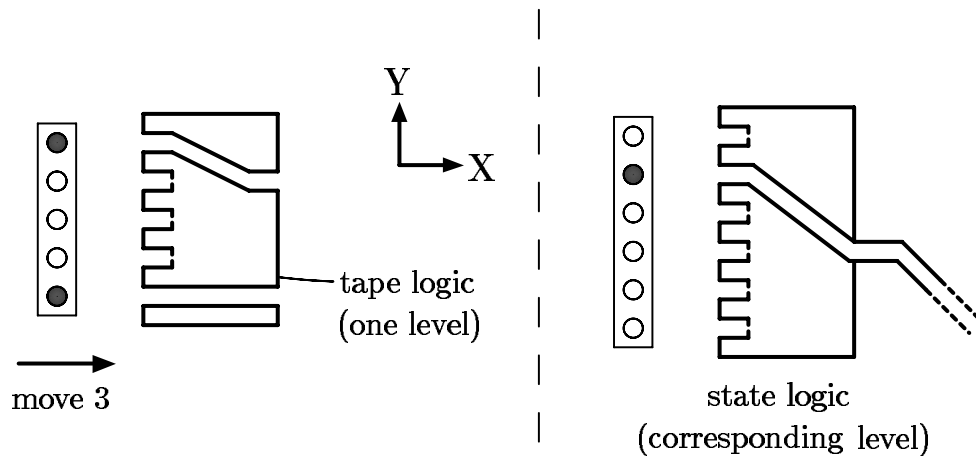 Y
X
tape logic
(one level)
move 3
state logic
(corresponding level)